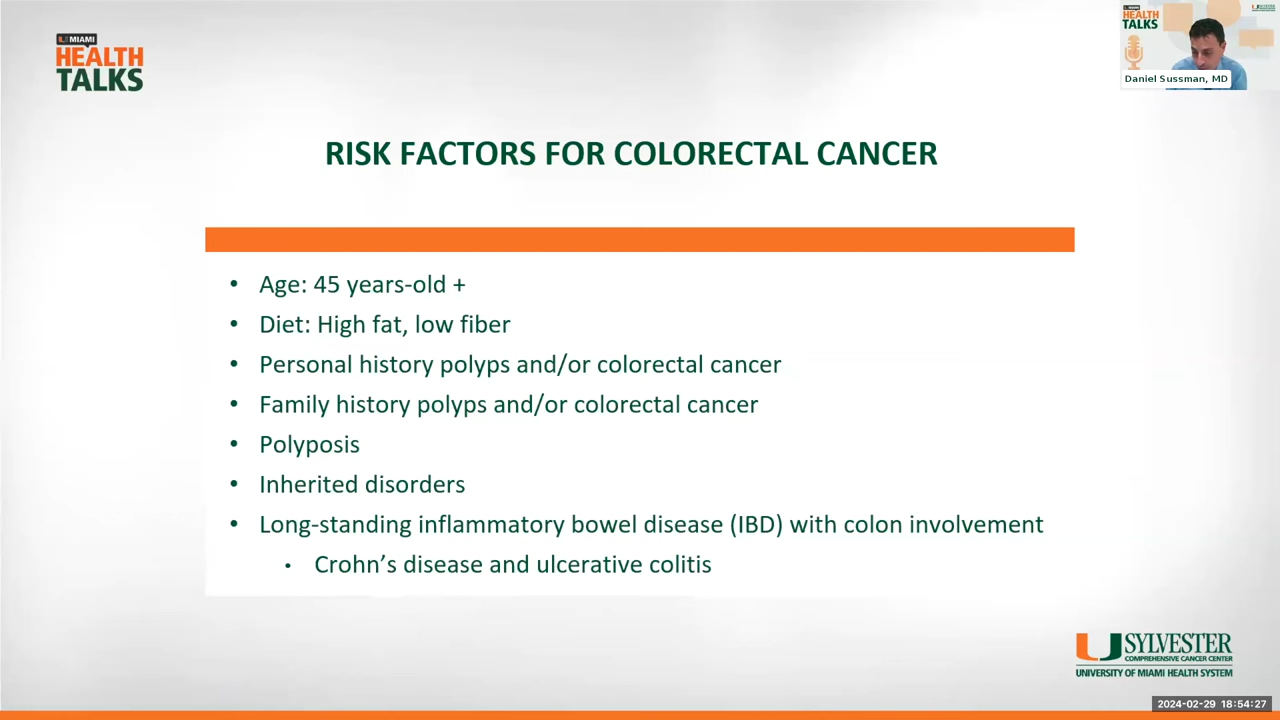 U MIAMI
HEALTH
TALKS
MIAMI
HEALTH
TALKS
SYLVESTER
Daniel Sussman, MD
RISK FACTORS FOR COLORECTAL CANCER
• Age: 45 years-old +
• Diet: High fat, low fiber
• Personal history polyps and/or colorectal cancer
• Family history polyps and/or colorectal cancer
• Polyposis
• Inherited disorders
• Long-standing inflammatory bowel disease (IBD) with colon involvement
• Crohn’s disease and ulcerative colitis
SYLVESTER
COMPREHENSIVE CANCER CENTER
UNIVERSITY OF MIAMI HEALTH SYSTEM
2024-02-29 18:54:27